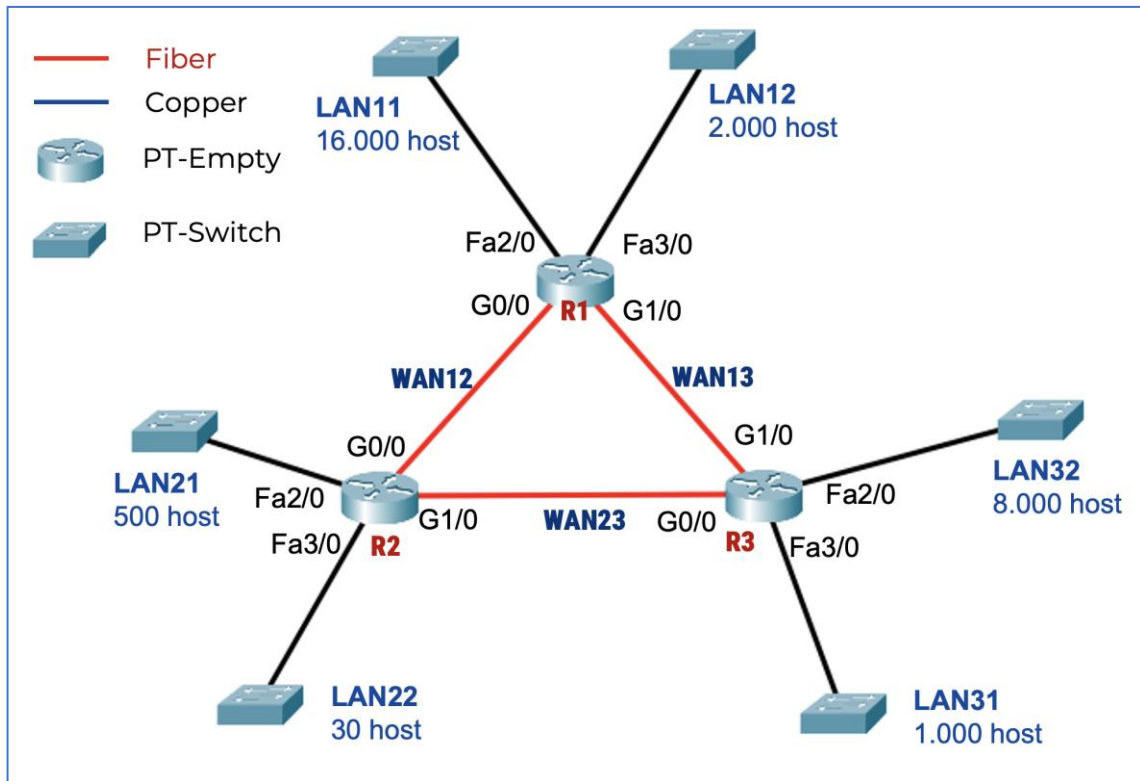 Fiber
Copper
PT-Empty
PT-Switch
LAN11
16.000 host
LAN12
2.000 host
Fa2/0
Fa3/0
G0/0
R1
G1/0
WAN12
WAN13
G0/0
G1/0
LAN21
500 host
Fa2/0
Fa3/0
G1/0
R2
WAN23
G0/0
R3
Fa2/0
Fa3/0
LAN32
8.000 host
LAN22
30 host
LAN31
1.000 host